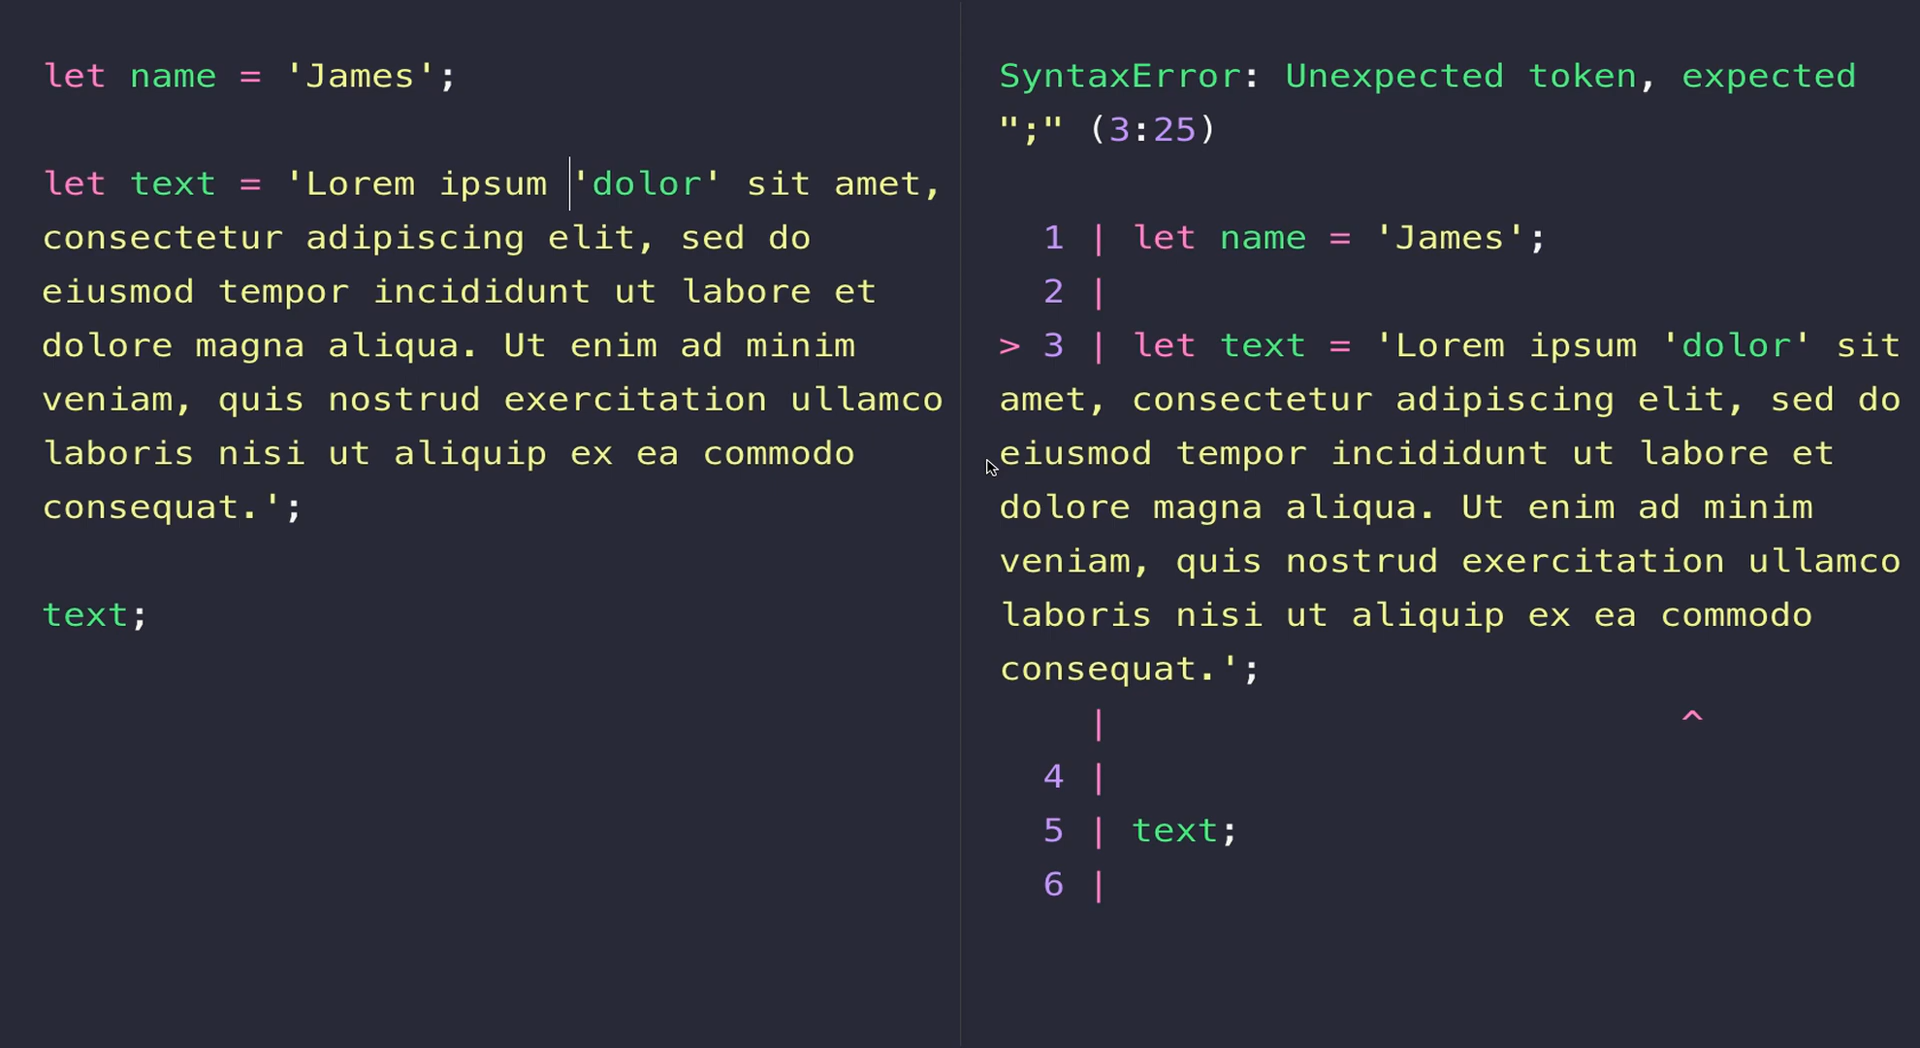 let name = 'James';
let text = 'Lorem ipsum 'dolor' sit amet,
consectetur adipiscing elit, sed do
eiusmod tempor incididunt ut labore et
dolore magna aliqua. Ut enim ad minim
veniam, quis nostrud exercitation ullamco
laboris nisi ut aliquip ex ea commodo
consequat.';
text;
SyntaxError: Unexpected token, expected
";" (3:25)
1 | let name = 'James';
2 |
> 3 | let text = 'Lorem ipsum 'dolor' sit
amet, consectetur adipiscing elit, sed do
eiusmod tempor incididunt ut labore et
dolore magna aliqua. Ut enim ad minim
veniam, quis nostrud exercitation ullamco
laboris nisi ut aliquip ex ea commodo
consequat.';
| ^
4 |
5 | text;
6 |